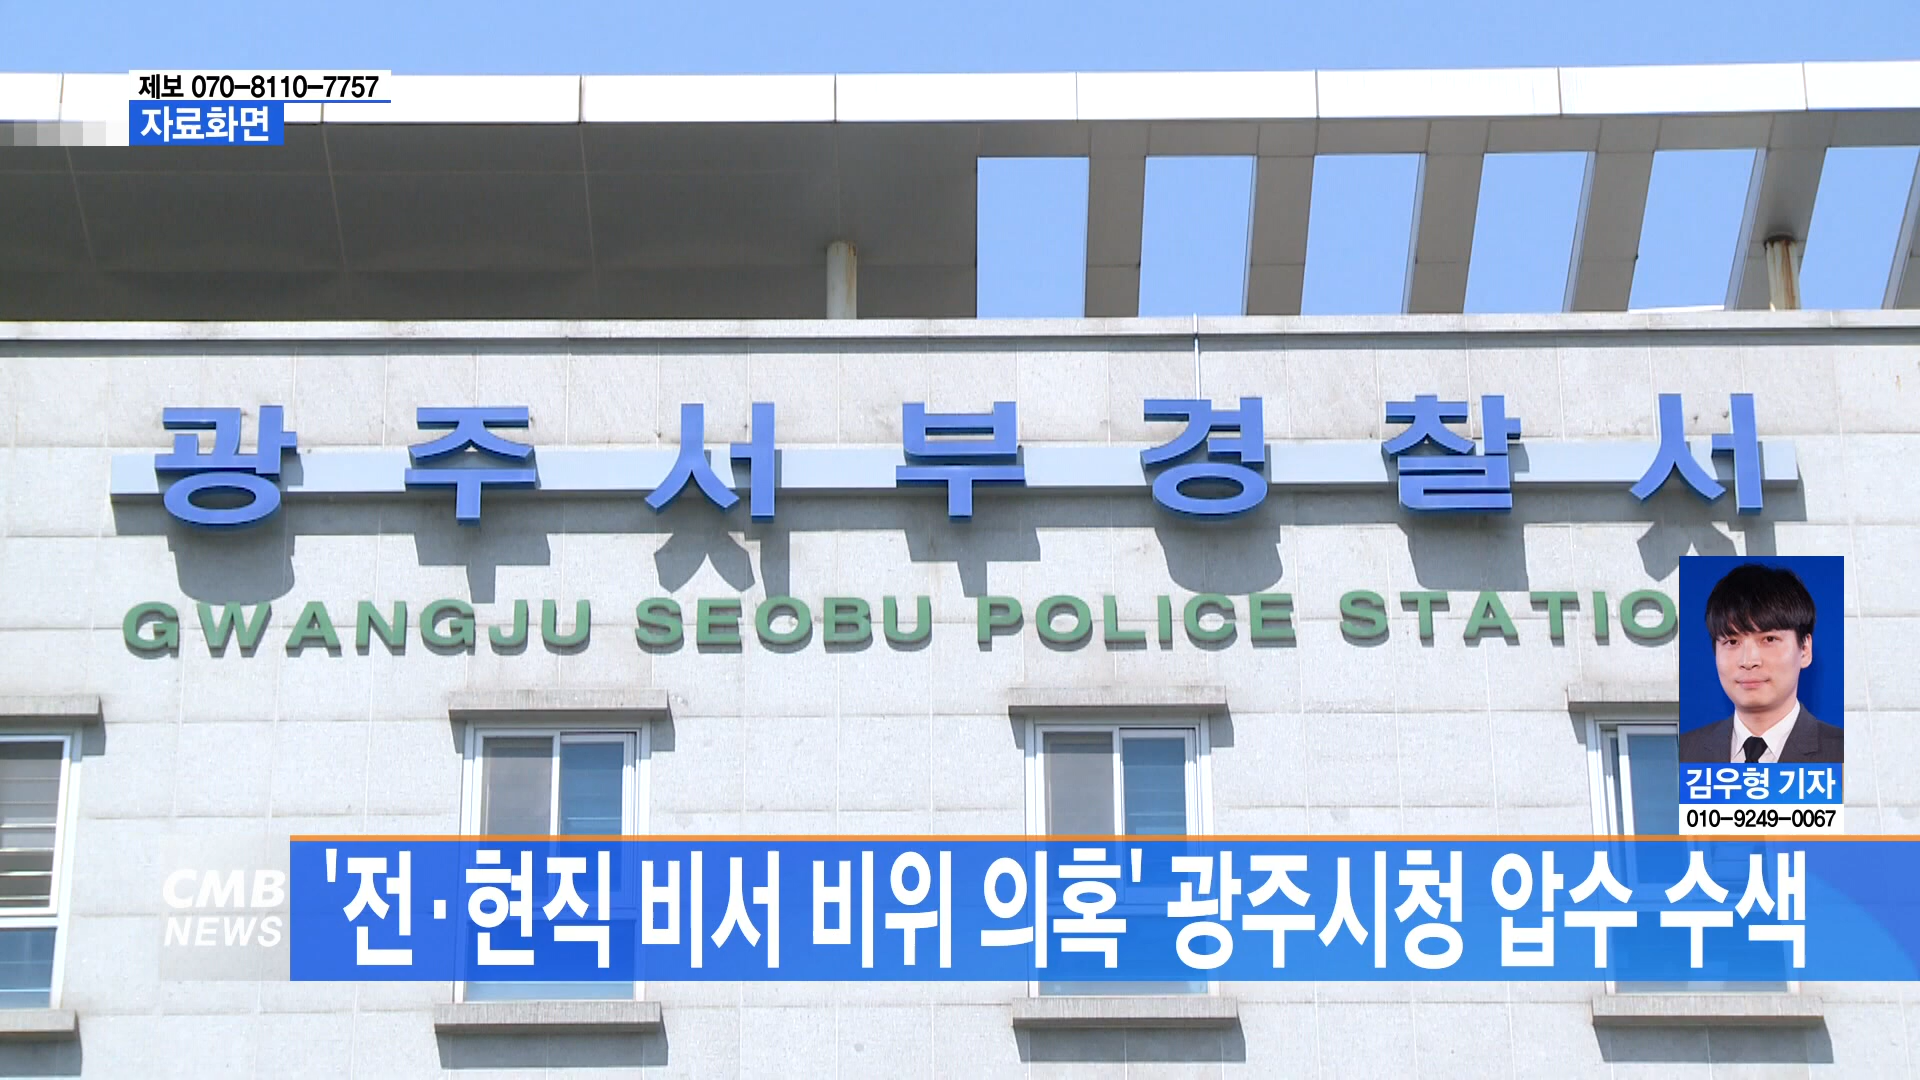 제보 070-8110-7757
자료화면
광주서부경찰서
GWANGJU SEOBU POLICE STATIO
김우형 기자
010-9249-0067
CMB
NEWS
'전·현직 비서 비위 의혹' 광주시청 압수 수색